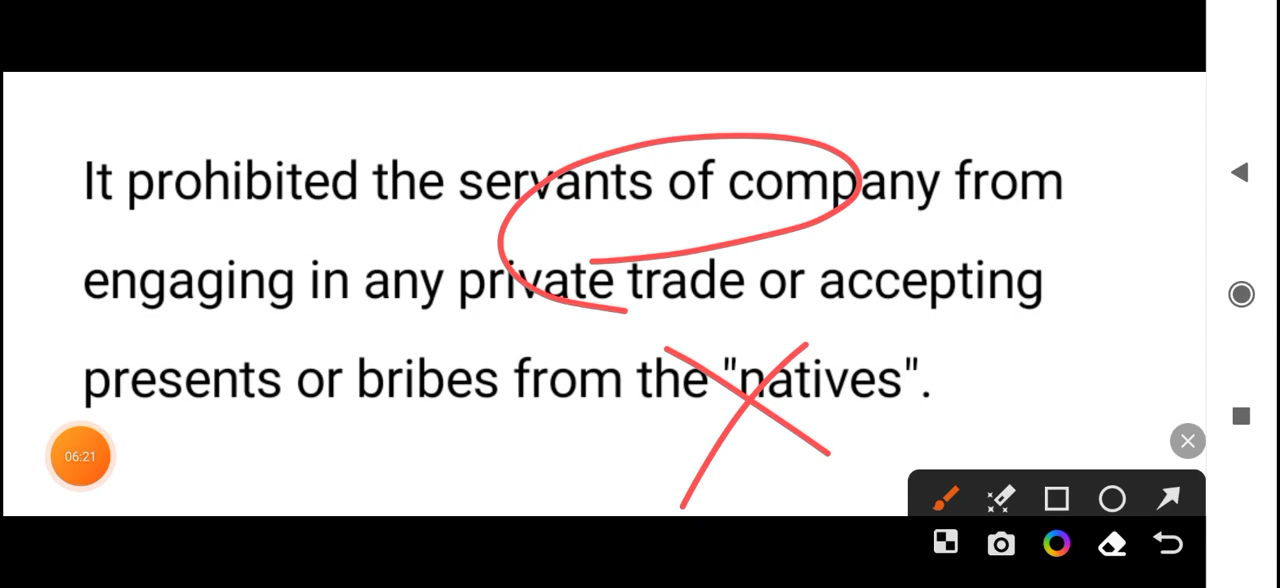 It prohibited the servants of company from
engaging in any private trade or accepting
presents or bribes from the "natives".
06:21